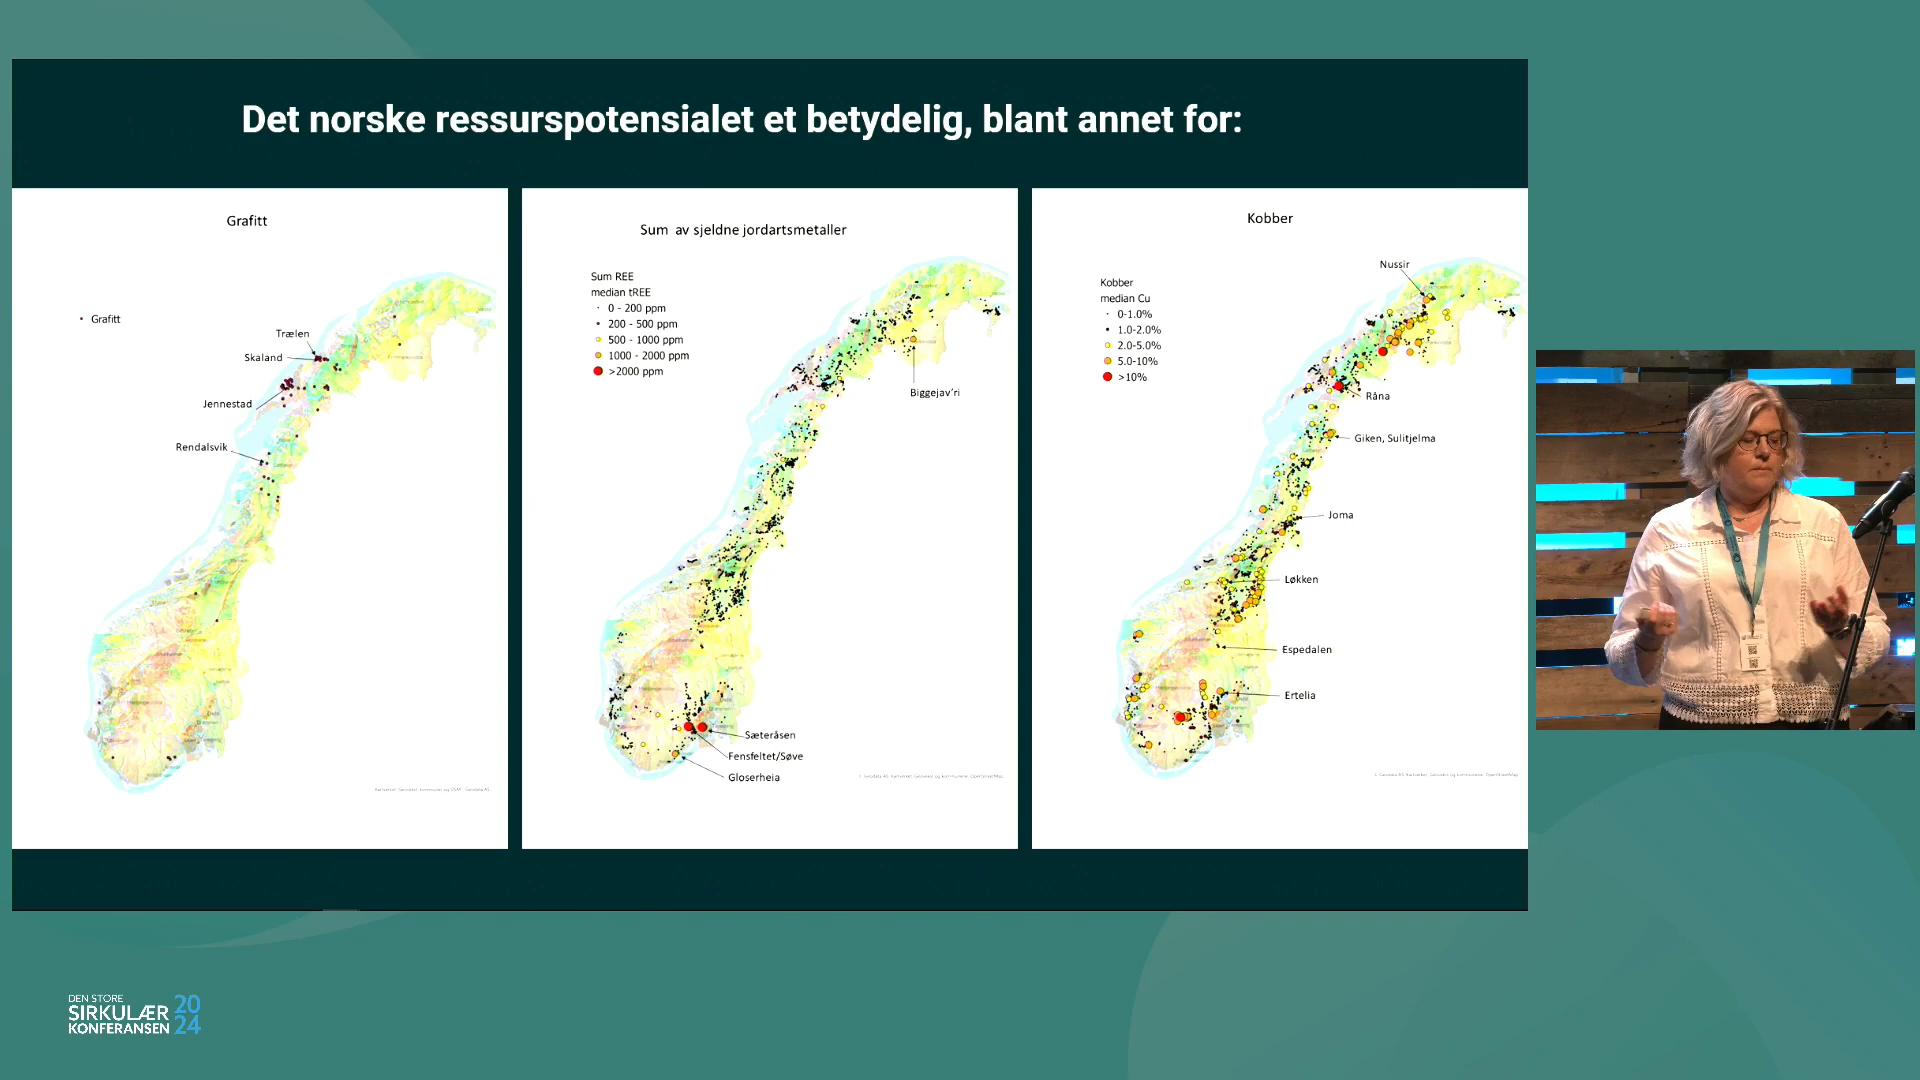 Det norske ressurspotensialet et betydelig, blant annet for:
Grafitt
Grafitt
Trælen
Skaland
Jennestad
Rendalsvik
Sum av sjeldne jordartsmetaller
Sum REE
median tREE
0 - 200 ppm
200 - 500 ppm
500 - 1000 ppm
1000 - 2000 ppm
>2000 ppm
Biggejav'ri
Sæteråsen
Fensfeltet/Søve
Gloserheia
Kobber
Kobber
median Cu
0-1.0%
1.0-2.0%
2.0-5.0%
5.0-10%
>10%
Nussir
Råna
Giken, Sulitjelma
Joma
Løkken
Espedalen
Ertelia
DEN STORE
SIRKULÆR
KONFERANSEN
20
24